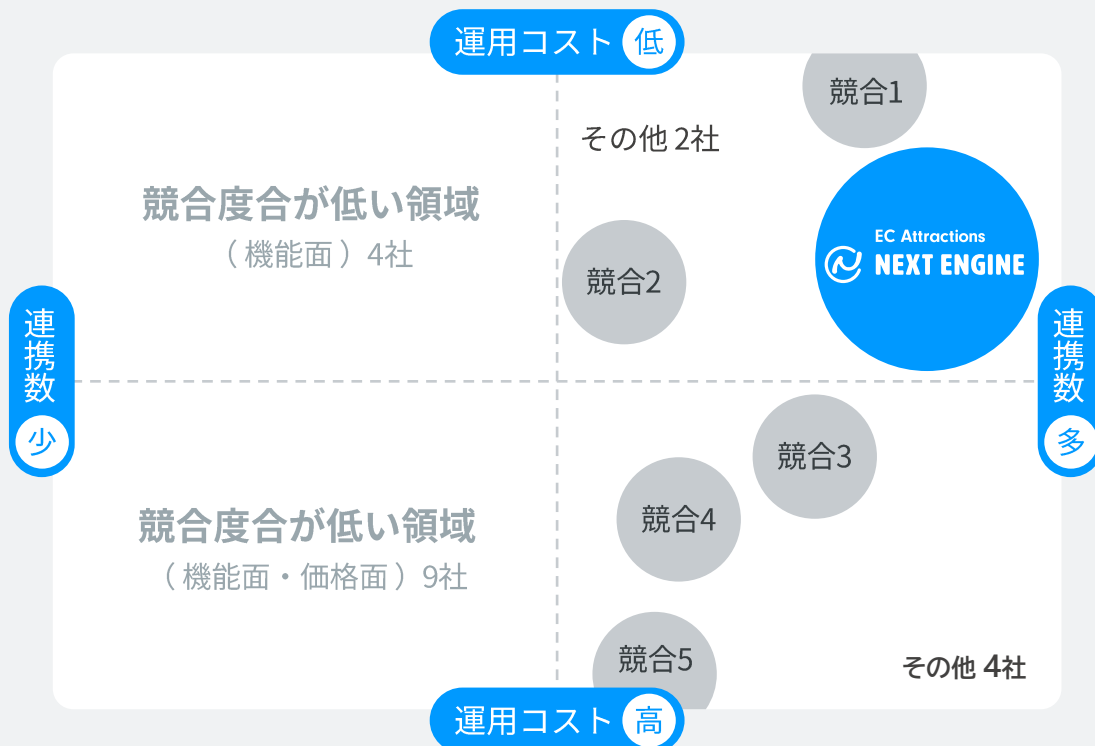 運用コスト 低
競合1
その他 2社
競合度合が低い領域
（機能面）4社
EC Attractions
NEXT ENGINE
競合2
連携数 少
連携数 多
競合3
競合4
競合度合が低い領域
（機能面・価格面）9社
競合5
その他 4社
運用コスト 高